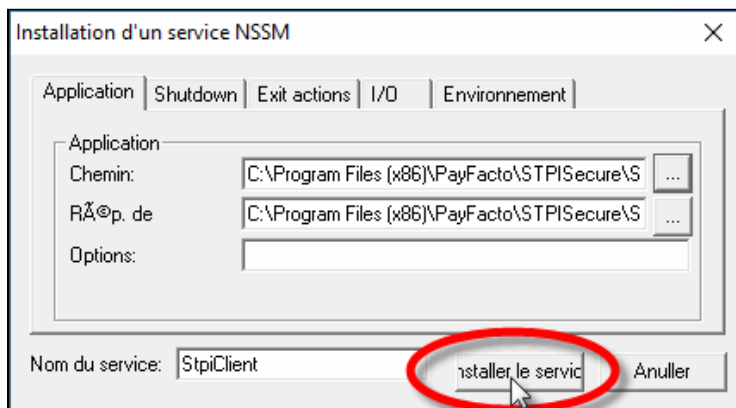 Installation d'un service NSSM
Application Shutdown Exit actions I/O Environnement
Application
Chemin: C:\Program Files (x86)\PayFacto\STPISecure\S ...
RÃ©p. de C:\Program Files (x86)\PayFacto\STPISecure\S ...
Options:
Nom du service: StpiClient nstaller le servic Anuller